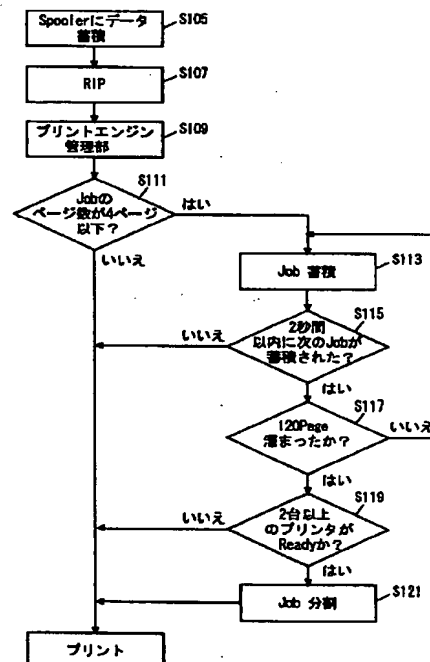 Spoolerにデータ
蓄積
S105
RIP
S107
プリントエンジン
管理部
S109
S111
Jobの
ページ数が4ページ
以下？
はい
いいえ
Job 蓄積
S113
S115
2秒間
以内に次のJobが
蓄積された？
いいえ
はい
S117
120Page
溜まったか？
いいえ
はい
S119
2台以上
のプリンタが
Readyか？
いいえ
はい
Job 分割
S121
プリント